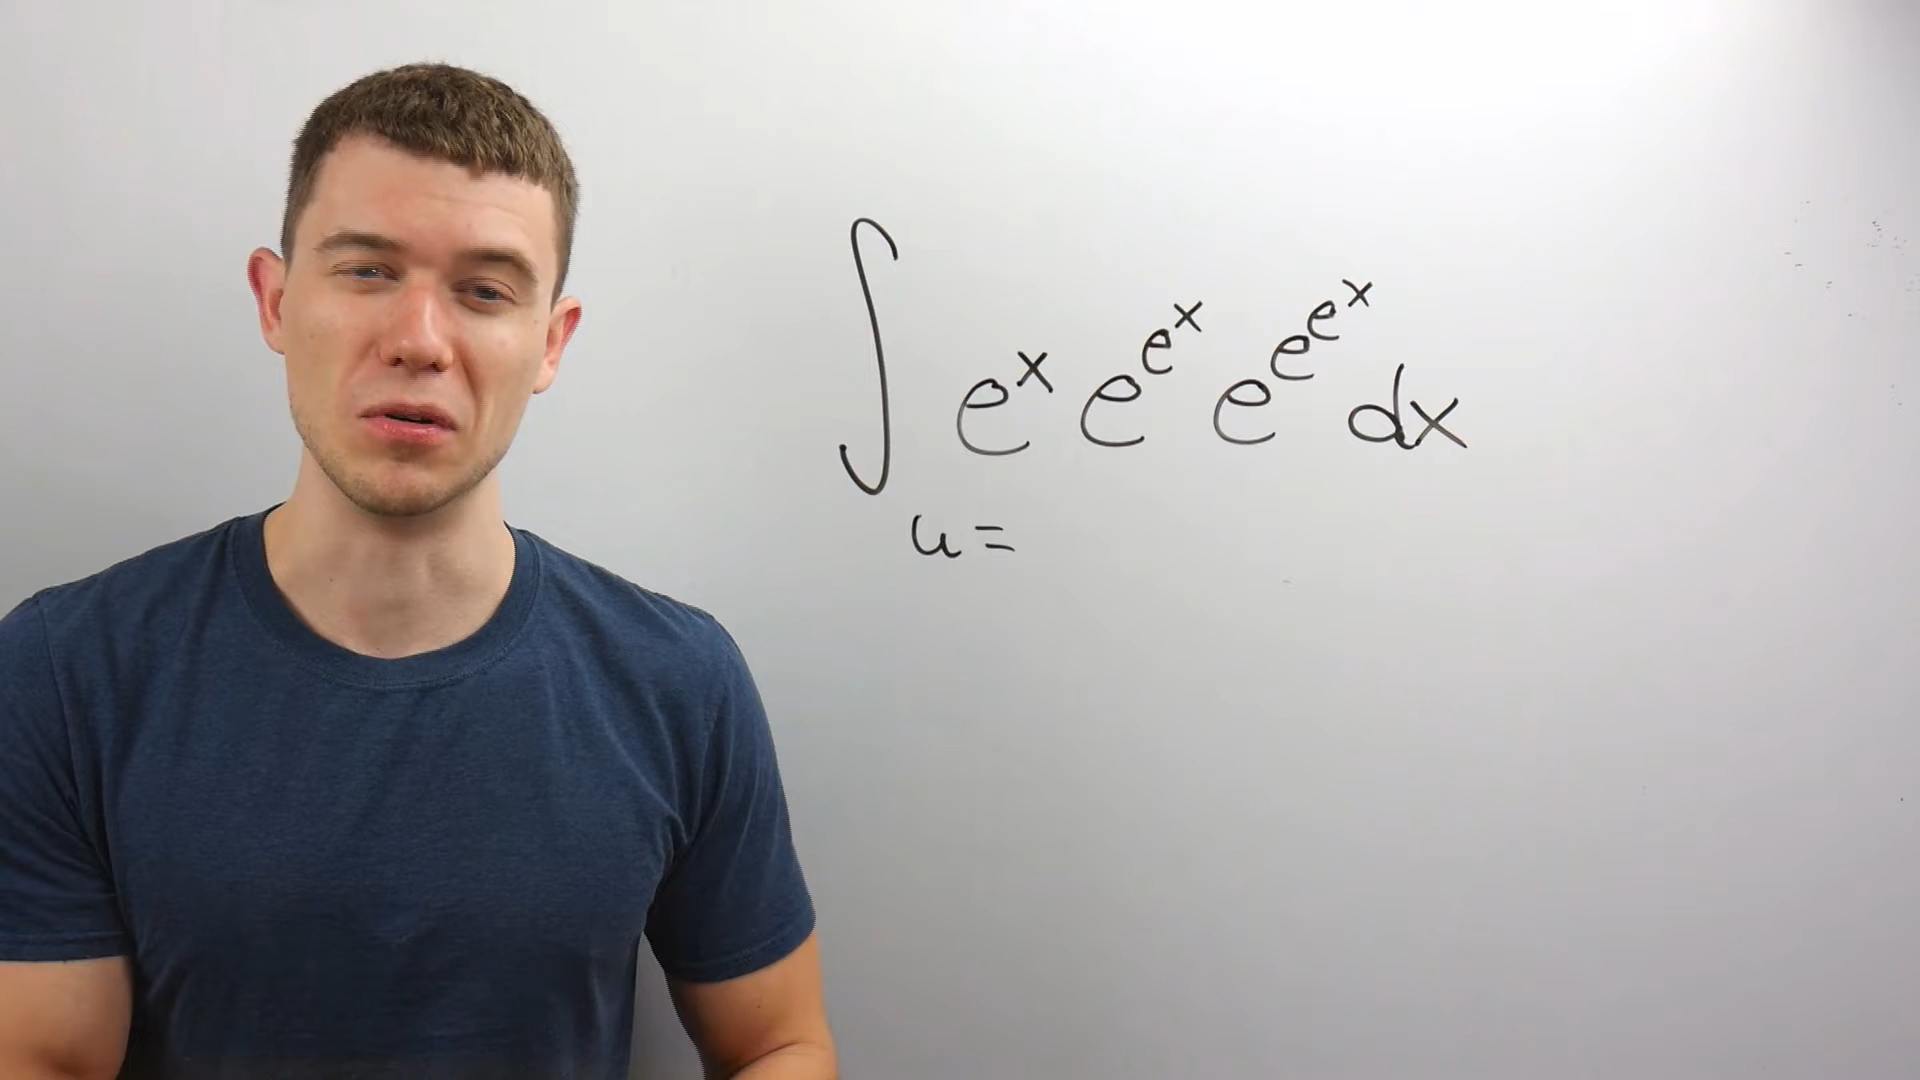 ∫ e^x e^{e^x} e^{e^{e^x}} dx
u =